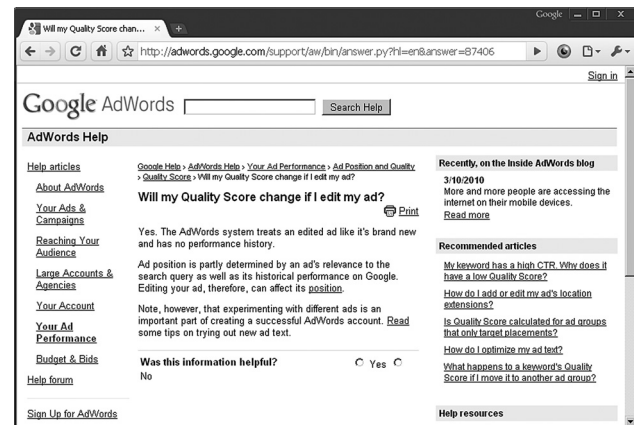 Google
Will my Quality Score chan...
http://adwords.google.com/support/aw/bin/answer.py?hl=en&answer=87406
Sign in
Google AdWords
Search Help
AdWords Help
Help articles
About AdWords
Your Ads &
Campaigns
Reaching Your
Audience
Large Accounts &
Agencies
Your Account
Your Ad
Performance
Budget & Bids
Help forum
Sign Up for AdWords
Google Help › AdWords Help › Your Ad Performance › Ad Position and Quality
› Quality Score › Will my Quality Score change if I edit my ad?
Will my Quality Score change if I edit my ad?
Print
Yes. The AdWords system treats an edited ad like it's brand new
and has no performance history.
Ad position is partly determined by an ad's relevance to the
search query as well as its historical performance on Google.
Editing your ad, therefore, can affect its position.
Note, however, that experimenting with different ads is an
important part of creating a successful AdWords account. Read
some tips on trying out new ad text.
Was this information helpful? Yes
No
Recently, on the Inside AdWords blog
3/10/2010
More and more people are accessing the
internet on their mobile devices.
Read more
Recommended articles
My keyword has a high CTR. Why does it
have a low Quality Score?
How do I add or edit my ad's location
extensions?
Is Quality Score calculated for ad groups
that only target placements?
How do I optimize my ad text?
What happens to a keyword's Quality
Score if I move it to another ad group?
Help resources